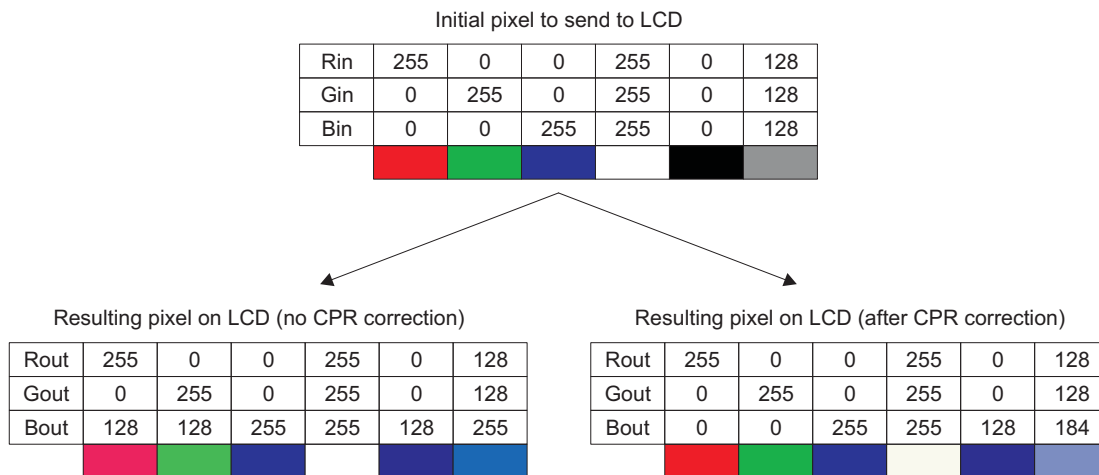 Initial pixel to send to LCD
Rin 255 0 0 255 0 128
Gin 0 255 0 255 0 128
Bin 0 0 255 255 0 128
Resulting pixel on LCD (no CPR correction)
Rout 255 0 0 255 0 128
Gout 0 255 0 255 0 128
Bout 128 128 255 255 128 255
Resulting pixel on LCD (after CPR correction)
Rout 255 0 0 255 0 128
Gout 0 255 0 255 0 128
Bout 0 0 255 255 128 184